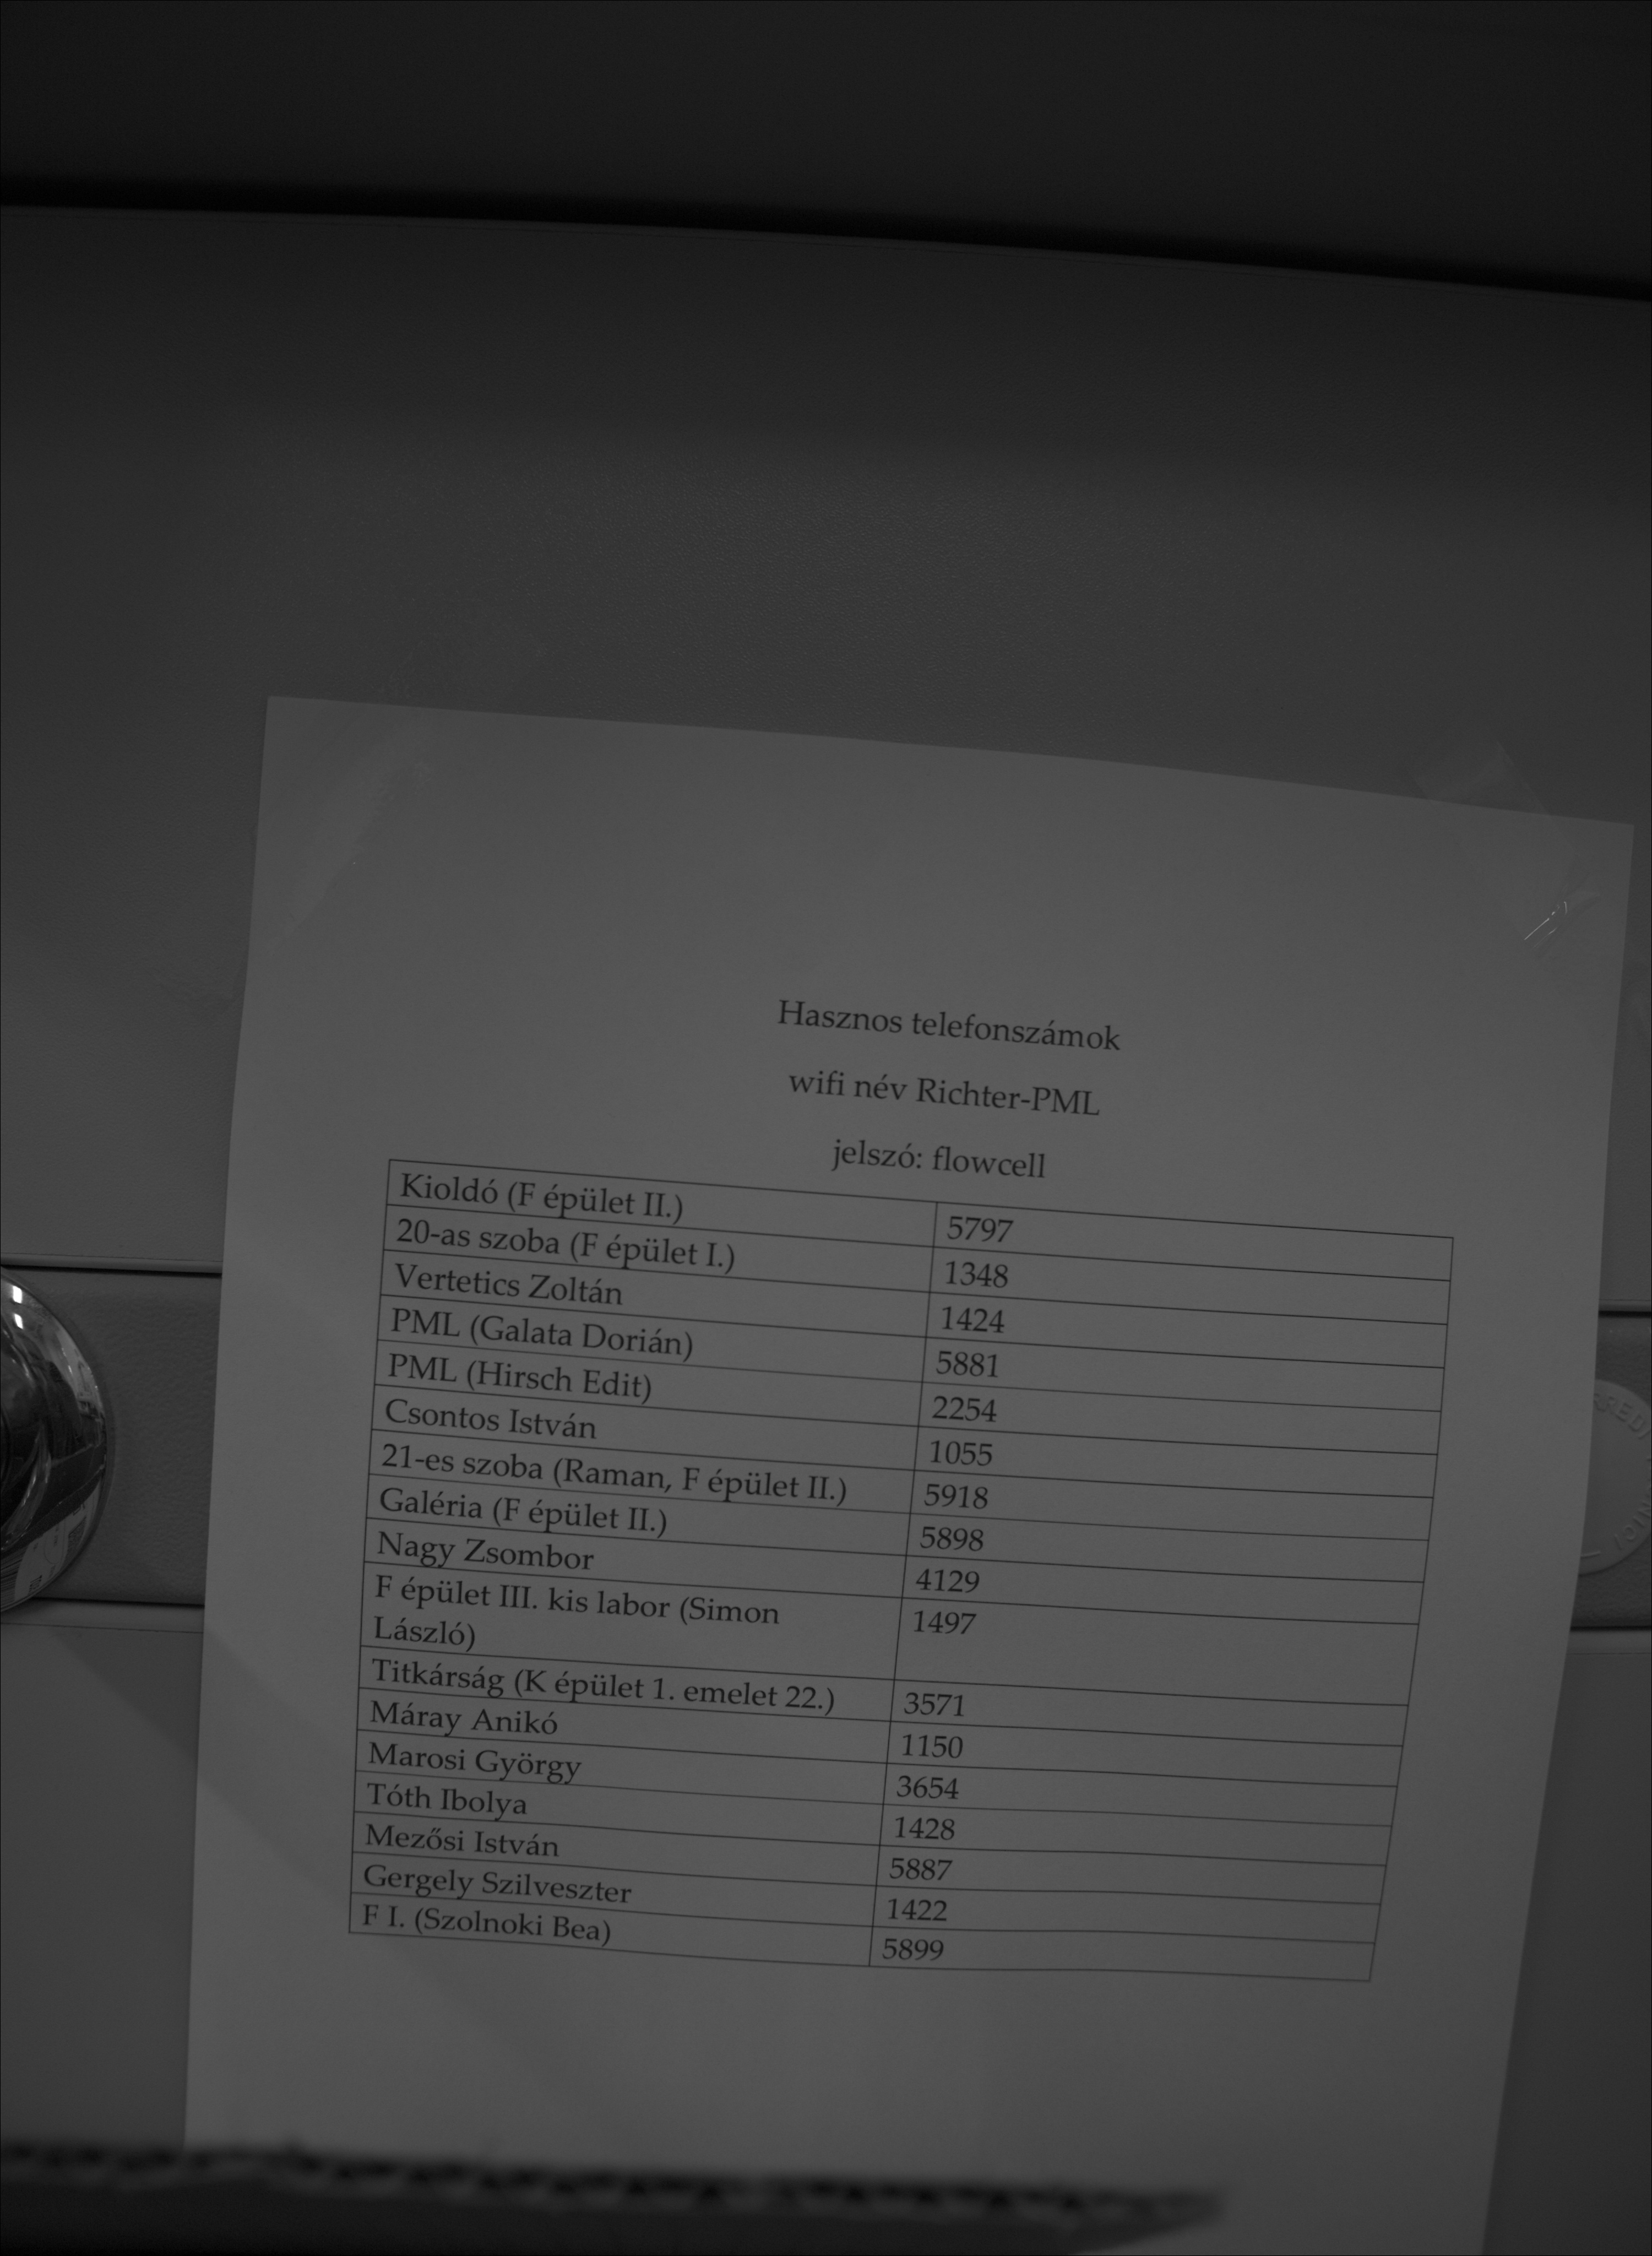 Hasznos telefonszámok
wifi név Richter-PML
jelszó: flowcell
Kioldó (F épület II.) 5797
20-as szoba (F épület I.) 1348
Vertetics Zoltán 1424
PML (Galata Dorián) 5881
PML (Hirsch Edit) 2254
Csontos István 1055
21-es szoba (Raman, F épület II.) 5918
Galéria (F épület II.) 5898
Nagy Zsombor 4129
F épület III. kis labor (Simon 1497
László)
Titkárság (K épület 1. emelet 22.) 3571
Máray Anikó 1150
Marosi György 3654
Tóth Ibolya 1428
Mezősi István 5887
Gergely Szilveszter 1422
F I. (Szolnoki Bea) 5899